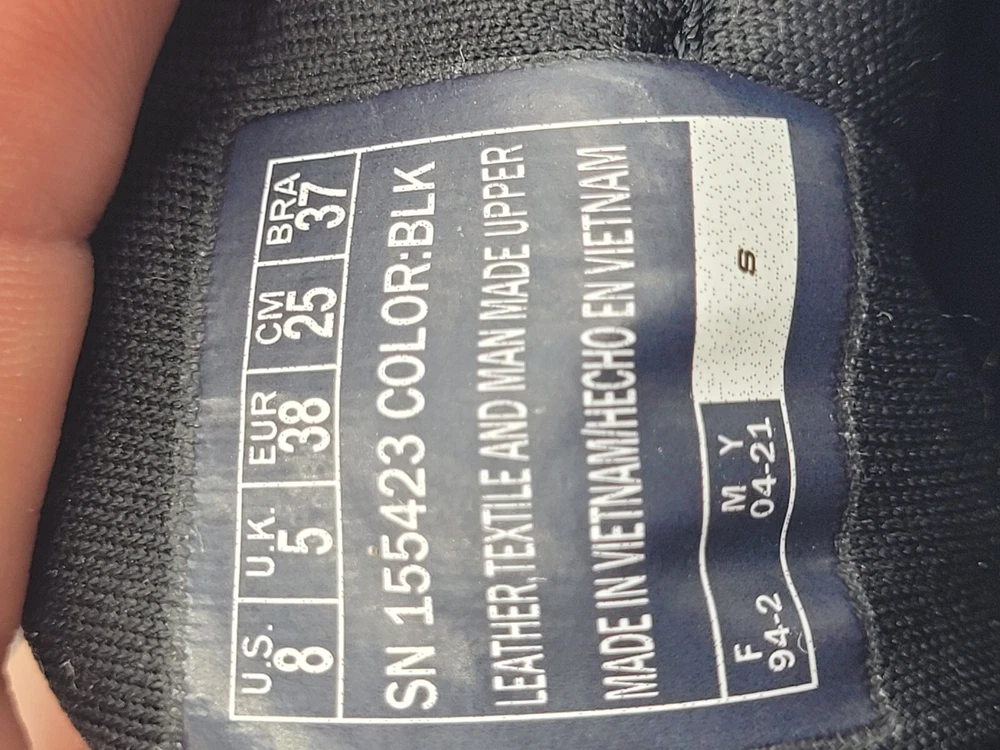 U.S. U.K. EUR CM BRA
8 5 38 25 37
SN 155423 COLOR:BLK
LEATHER,TEXTILE AND MAN MADE UPPER
MADE IN VIETNAM/HECHO EN VIETNAM
F M Y S
94-2 04-21